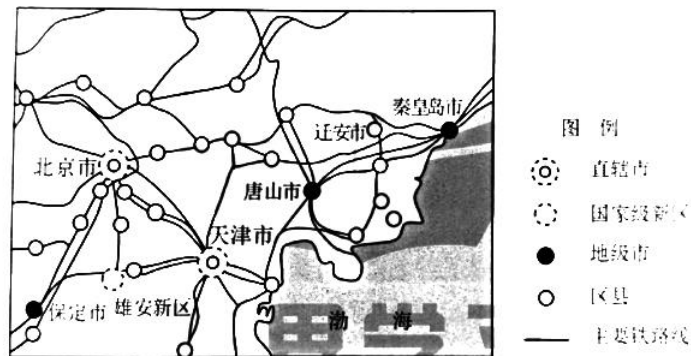 秦皇岛市
迁安市
北京市
唐山市
天津市
保定市
雄安新区
渤海
图例
直辖市
国家级新区
地级市
区县
主要铁路线